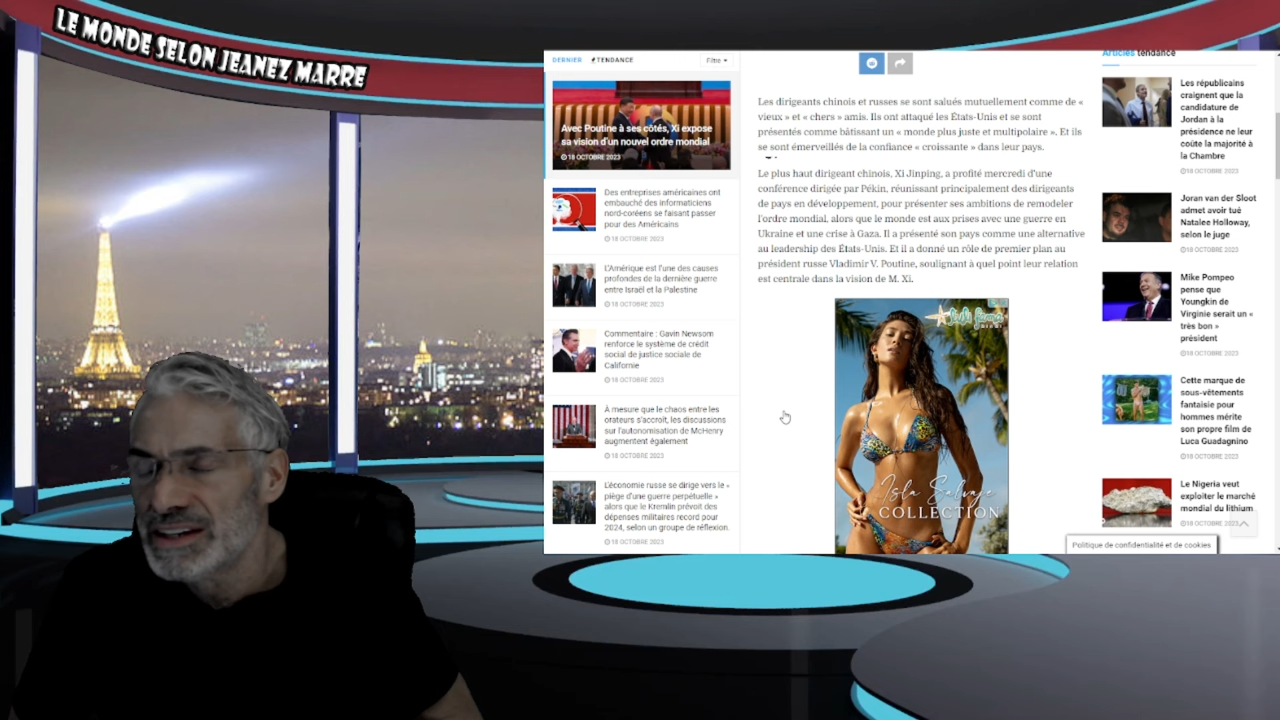 LE MONDE SELON JEANEZ MARRE
DERNIER
TENDANCE
Filtre
Avec Poutine à ses côtés, Xi expose
sa vision d'un nouvel ordre mondial
18 OCTOBRE 2023
Des entreprises américaines ont
embauché des informaticiens
nord-coréens se faisant passer
pour des Américains
18 OCTOBRE 2023
L'Amérique est l'une des causes
profondes de la dernière guerre
entre Israël et la Palestine
18 OCTOBRE 2023
Commentaire : Gavin Newsom
renforce le système de crédit
social de justice sociale de
Californie
18 OCTOBRE 2023
À mesure que le chaos entre les
orateurs s'accroît, les discussions
sur l'autonomisation de McHenry
augmentent également
18 OCTOBRE 2023
L'économie russe se dirige vers le «
piège d'une guerre perpétuelle »
alors que le Kremlin prévoit des
dépenses militaires record pour
2024, selon un groupe de réflexion.
18 OCTOBRE 2023
Les dirigeants chinois et russes se sont salués mutuellement comme de «
vieux » et « chers » amis. Ils ont attaqué les États-Unis et se sont
présentés comme bâtissant un « monde plus juste et multipolaire ». Et ils
se sont émerveillés de la confiance « croissante » dans leur pays.
Le plus haut dirigeant chinois, Xi Jinping, a profité mercredi d'une
conférence dirigée par Pékin, réunissant principalement des dirigeants
de pays en développement, pour présenter ses ambitions de remodeler
l'ordre mondial, alors que le monde est aux prises avec une guerre en
Ukraine et une crise à Gaza. Il a présenté son pays comme une alternative
au leadership des États-Unis. Et il a donné un rôle de premier plan au
président russe Vladimir V. Poutine, soulignant à quel point leur relation
est centrale dans la vision de M. Xi.
Isla Salvaje
COLLECTION
Articles tendance
Les républicains
craignent que la
candidature de
Jordan à la
présidence ne leur
coûte la majorité à
la Chambre
18 OCTOBRE 2023
Joran van der Sloot
admet avoir tué
Natalee Holloway,
selon le juge
18 OCTOBRE 2023
Mike Pompeo
pense que
Youngkin de
Virginie serait un «
très bon »
président
18 OCTOBRE 2023
Cette marque de
sous-vêtements
fantaisie pour
hommes mérite
son propre film de
Luca Guadagnino
18 OCTOBRE 2023
Le Nigeria veut
exploiter le marché
mondial du lithium
18 OCTOBRE 2023
Politique de confidentialité et de cookies